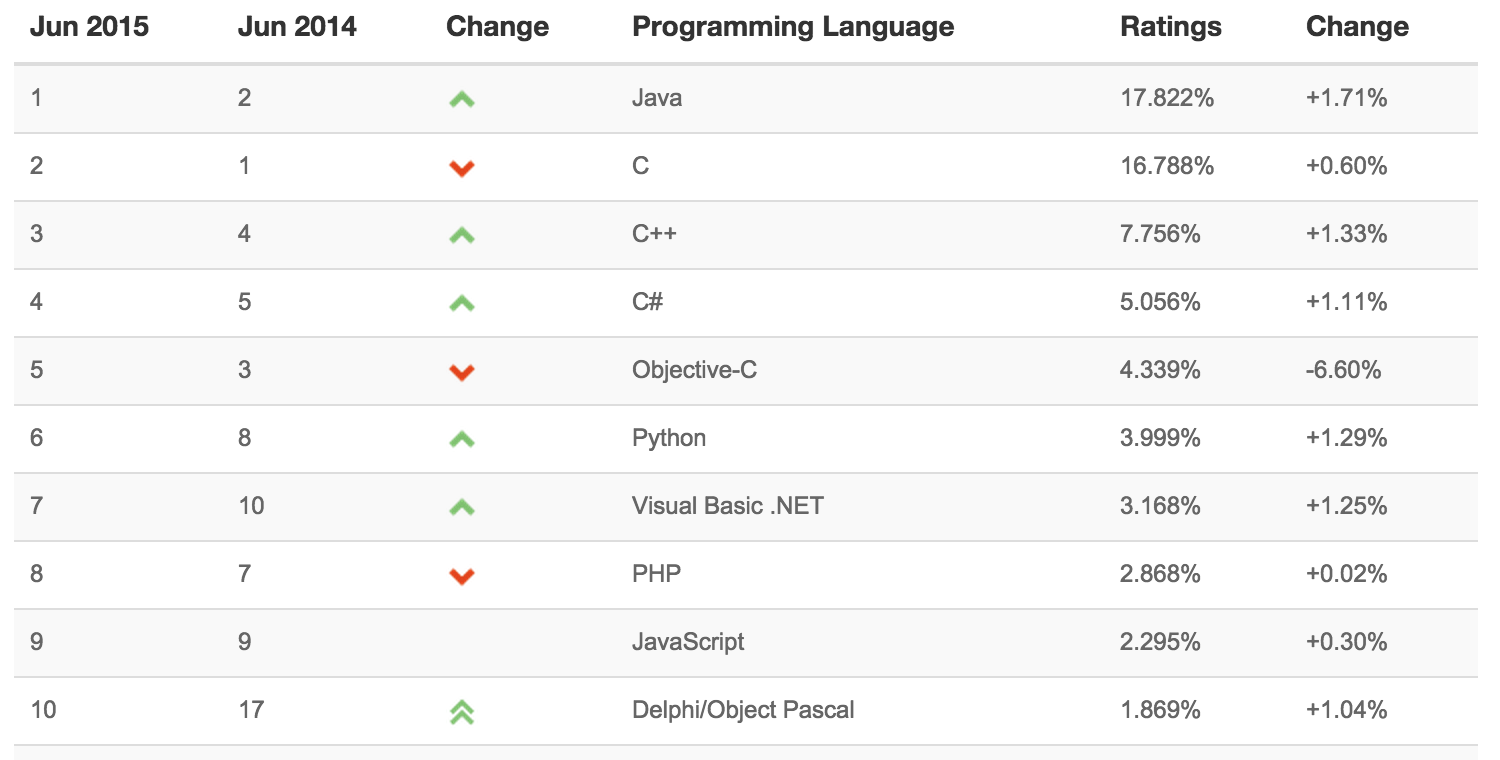 Jun 2015 Jun 2014 Change Programming Language Ratings Change
1 2 Java 17.822% +1.71%
2 1 C 16.788% +0.60%
3 4 C++ 7.756% +1.33%
4 5 C# 5.056% +1.11%
5 3 Objective-C 4.339% -6.60%
6 8 Python 3.999% +1.29%
7 10 Visual Basic .NET 3.168% +1.25%
8 7 PHP 2.868% +0.02%
9 9 JavaScript 2.295% +0.30%
10 17 Delphi/Object Pascal 1.869% +1.04%